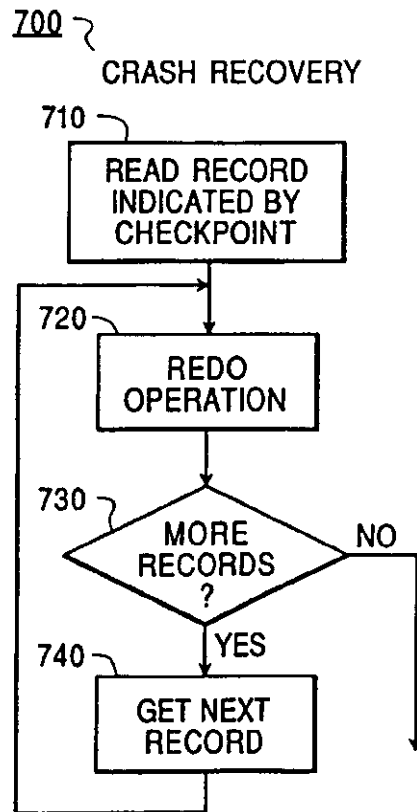 700
CRASH RECOVERY
710
READ RECORD
INDICATED BY
CHECKPOINT
720
REDO
OPERATION
730
MORE
RECORDS
?
NO
YES
740
GET NEXT
RECORD